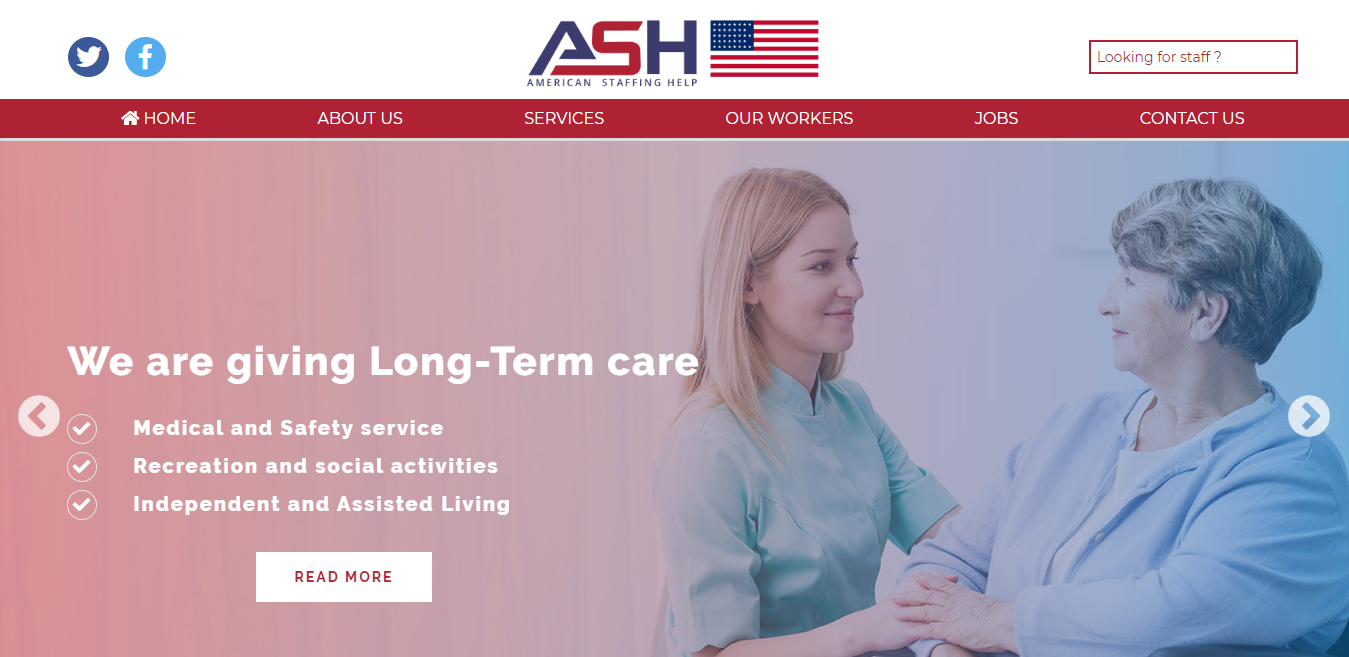 ASH
AMERICAN STAFFING HELP
Looking for staff ?
HOME ABOUT US SERVICES OUR WORKERS JOBS CONTACT US
We are giving Long-Term care
Medical and Safety service
Recreation and social activities
Independent and Assisted Living
READ MORE